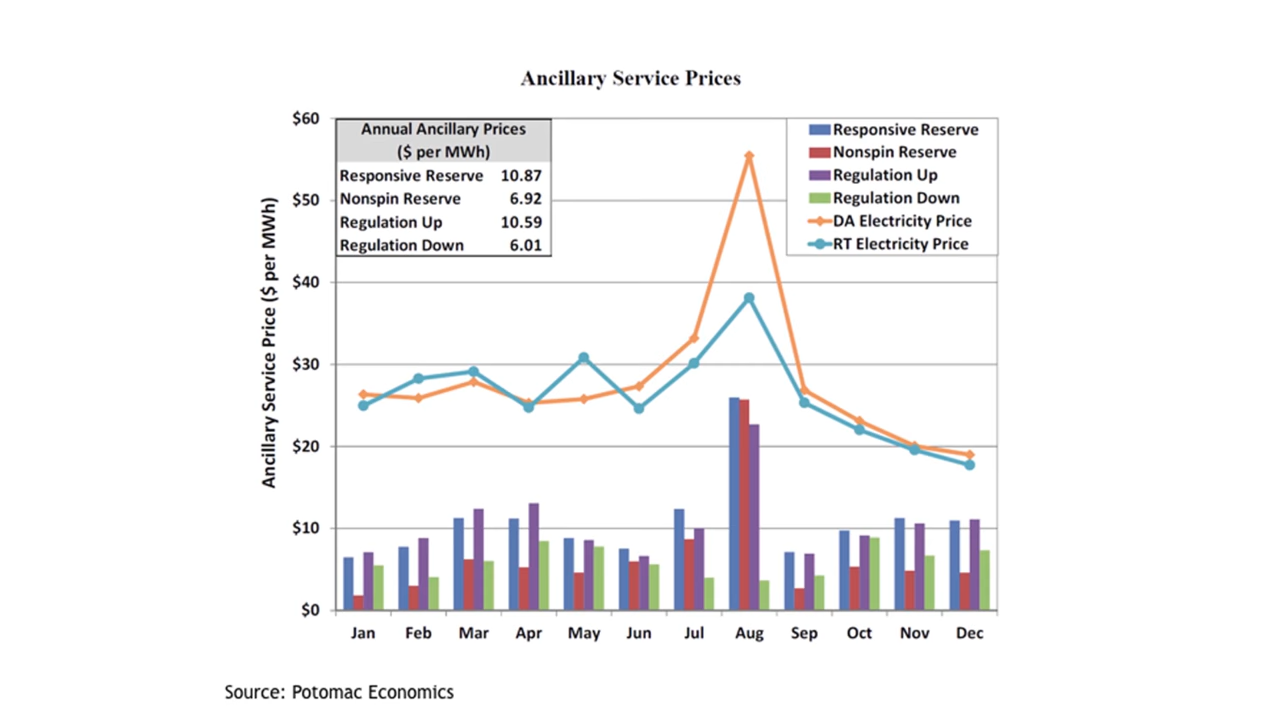 Ancillary Service Prices
Ancillary Service Price ($ per MWh)
$60
$50
$40
$30
$20
$10
$0
Annual Ancillary Prices
($ per MWh)
Responsive Reserve 10.87
Nonspin Reserve 6.92
Regulation Up 10.59
Regulation Down 6.01
Responsive Reserve
Nonspin Reserve
Regulation Up
Regulation Down
DA Electricity Price
RT Electricity Price
Jan Feb Mar Apr May Jun Jul Aug Sep Oct Nov Dec
Source: Potomac Economics